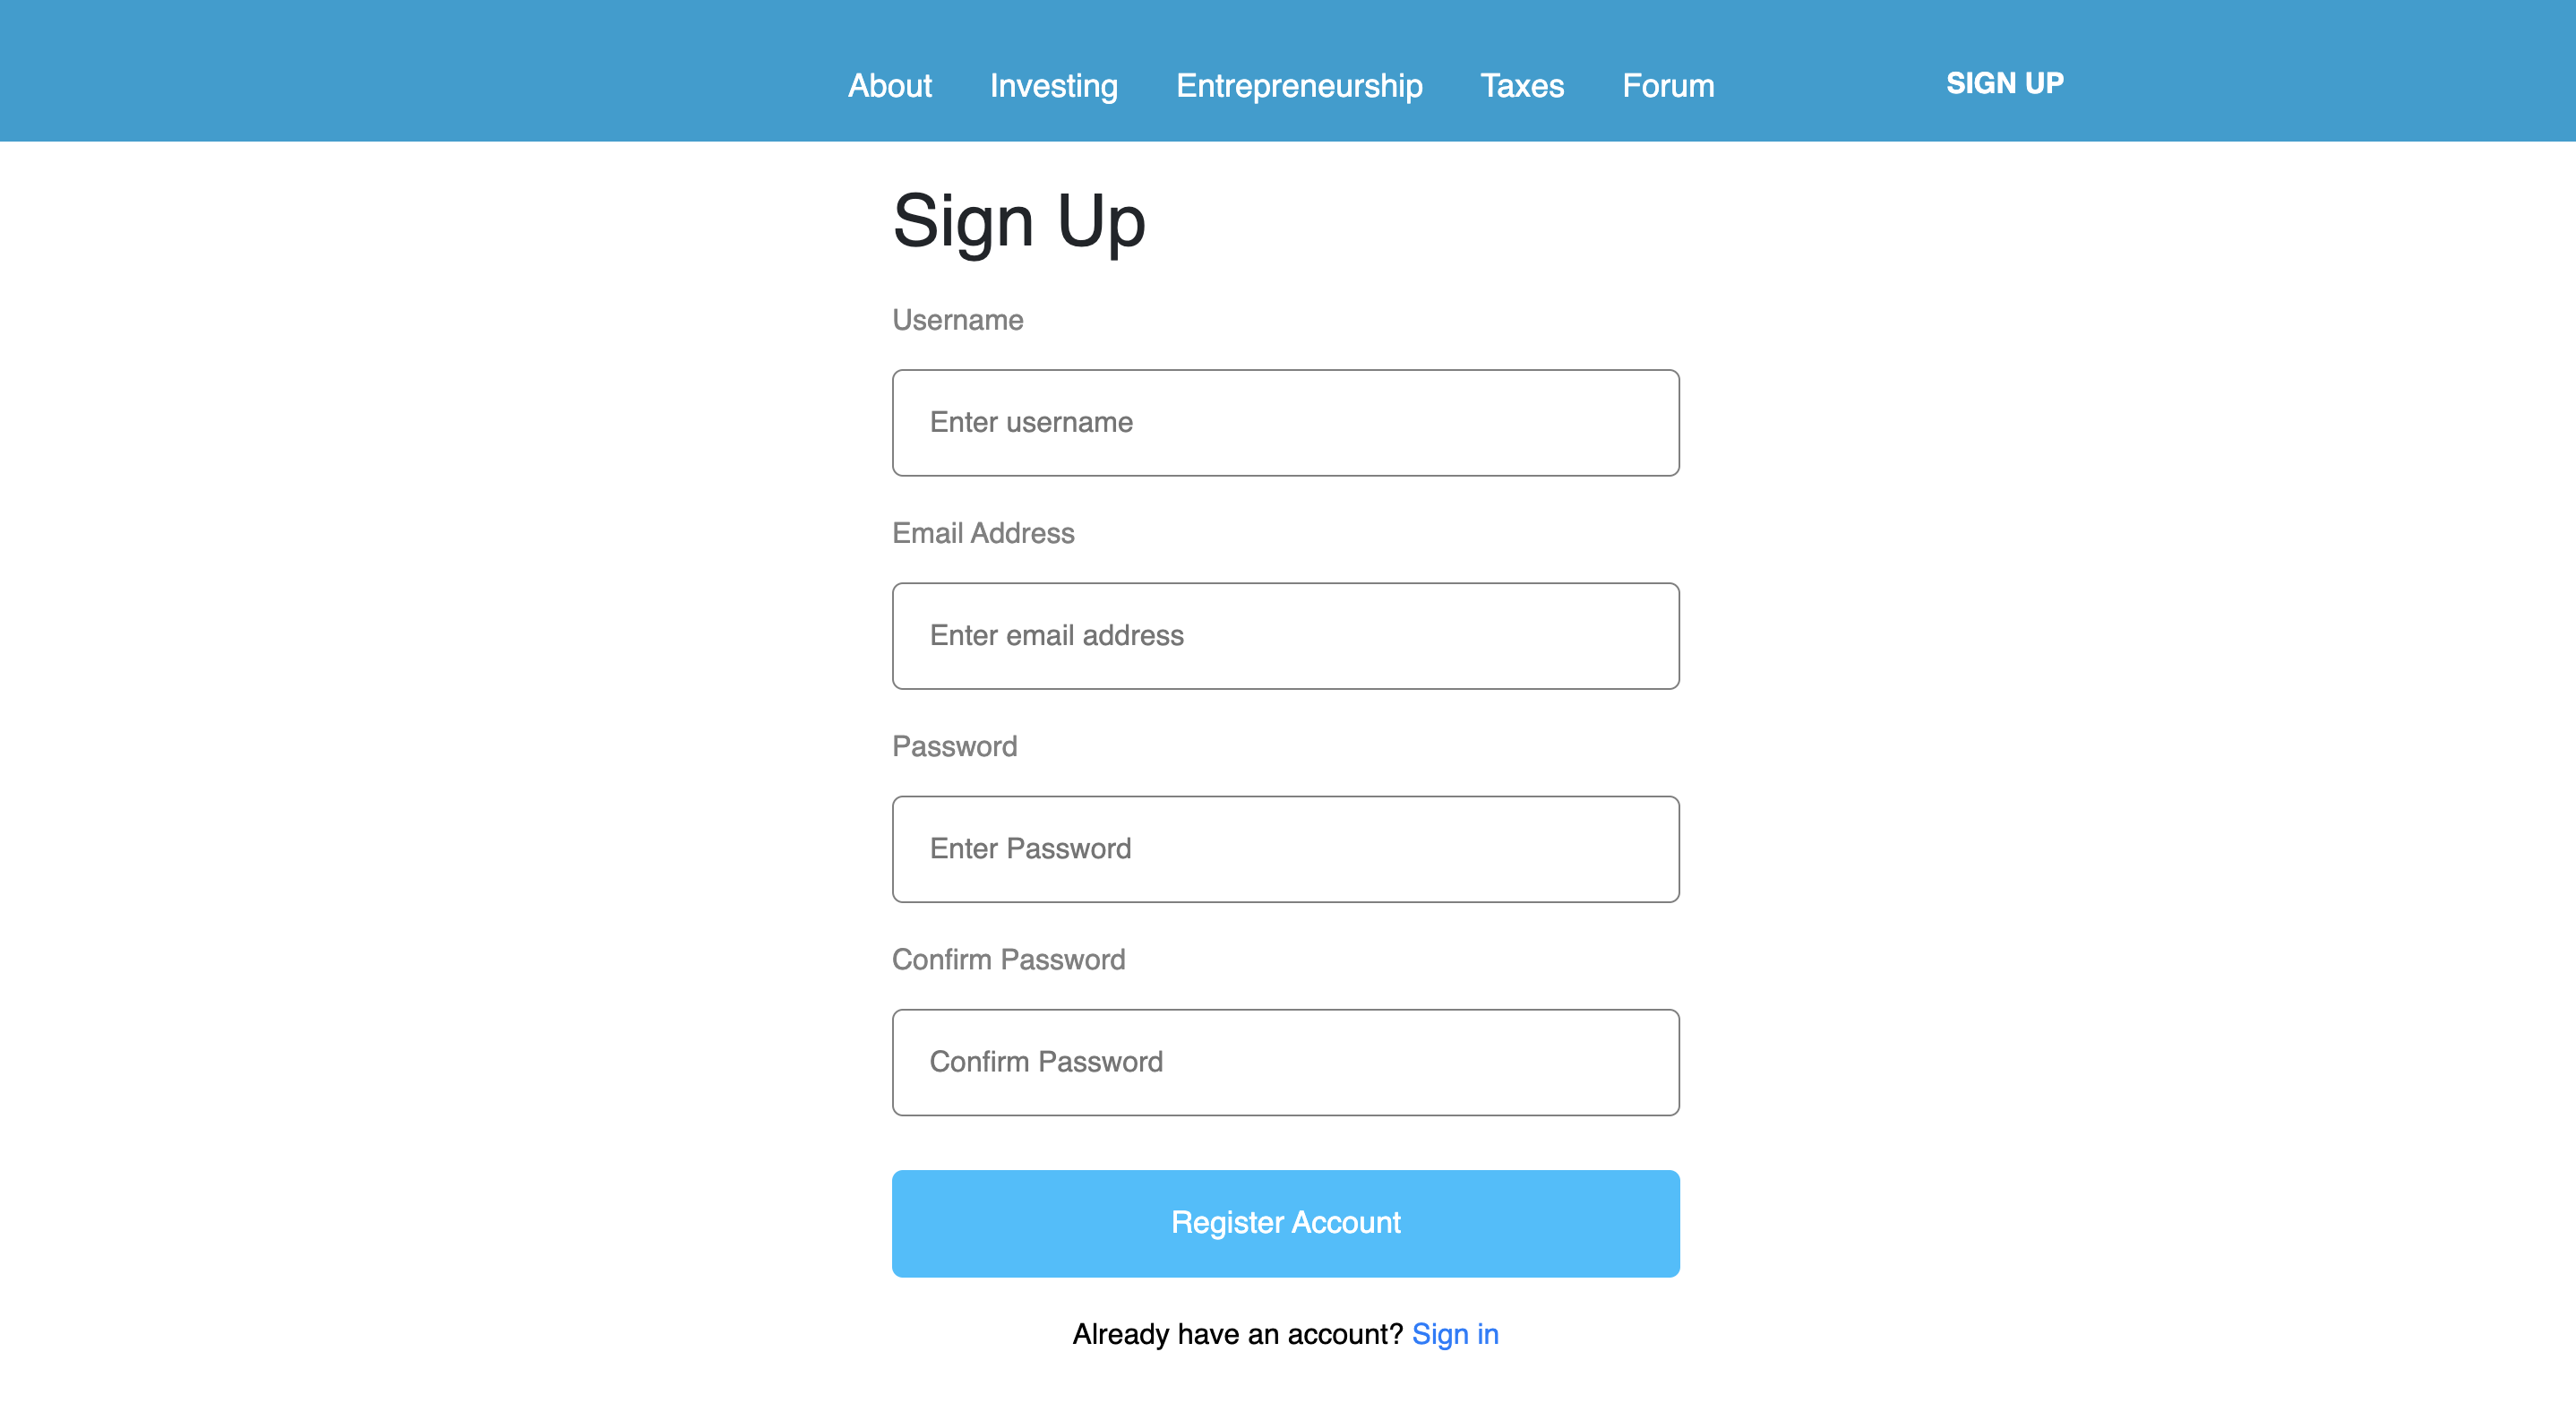 About Investing Entrepreneurship Taxes Forum SIGN UP
Sign Up
Username
Enter username
Email Address
Enter email address
Password
Enter Password
Confirm Password
Confirm Password
Register Account
Already have an account? Sign in